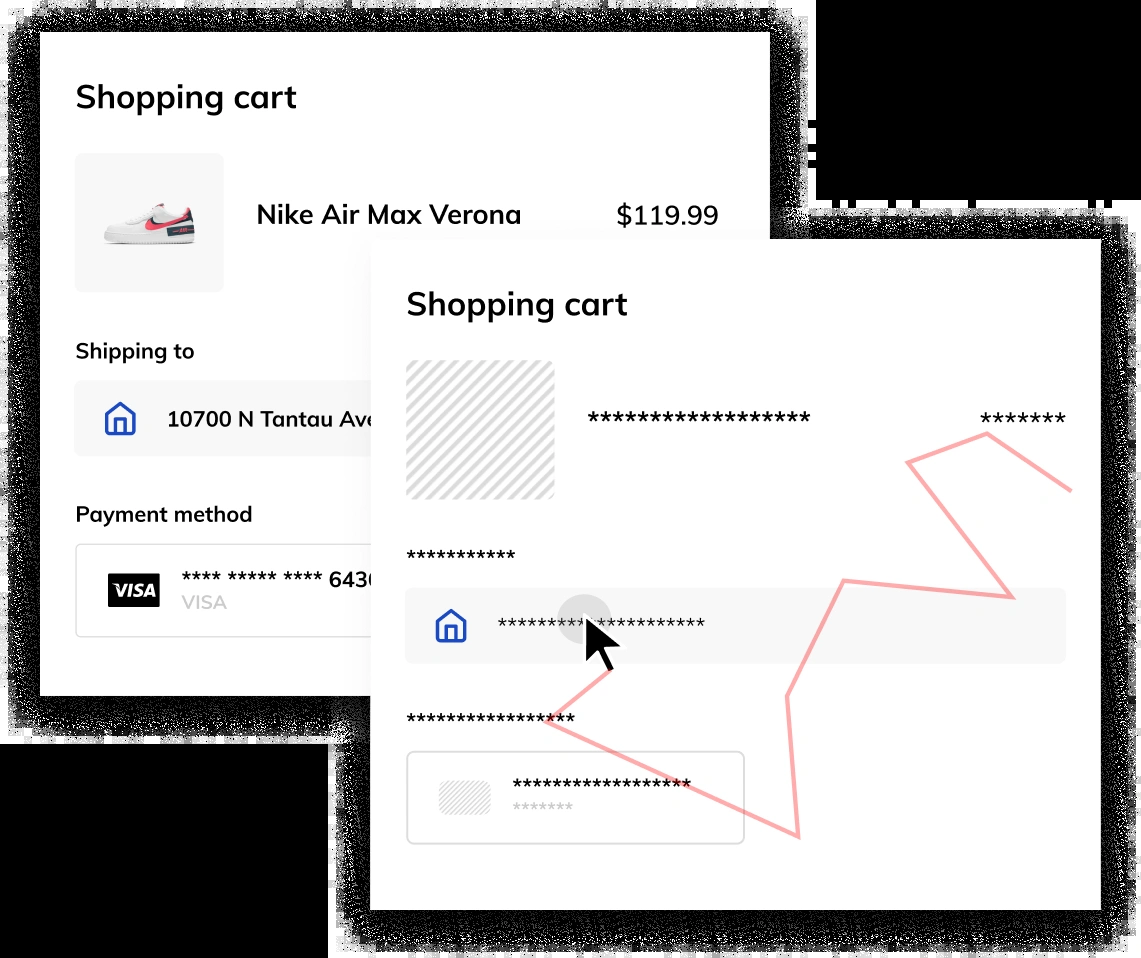 Shopping cart
Nike Air Max Verona
$119.99
Shipping to
10700 N Tantau Ave
Payment method
VISA
**** ***** **** 6430
VISA
Shopping cart
******************
*******
***********
*********************
****************
******************
*******